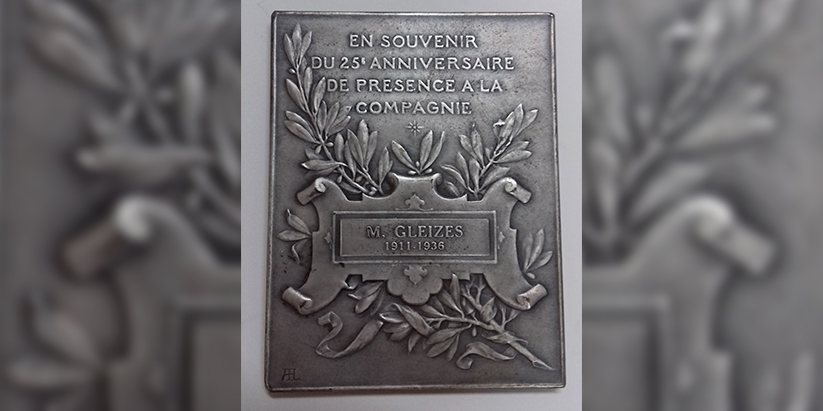 EN SOUVENIR
DU 25ᵉ ANNIVERSAIRE
DE PRESENCE A LA
COMPAGNIE
M. GLEIZES
1911-1936